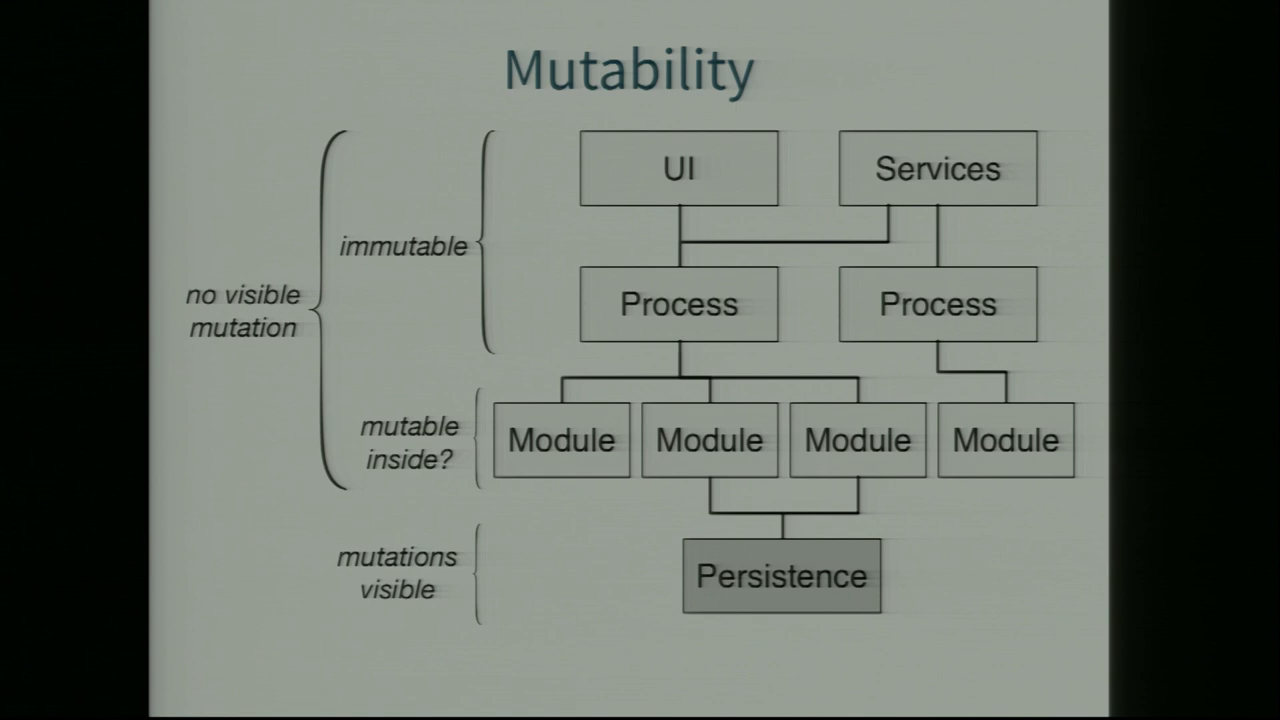 Mutability
UI
Services
immutable
no visible
mutation
Process
Process
mutable
inside?
Module
Module
Module
Module
mutations
visible
Persistence